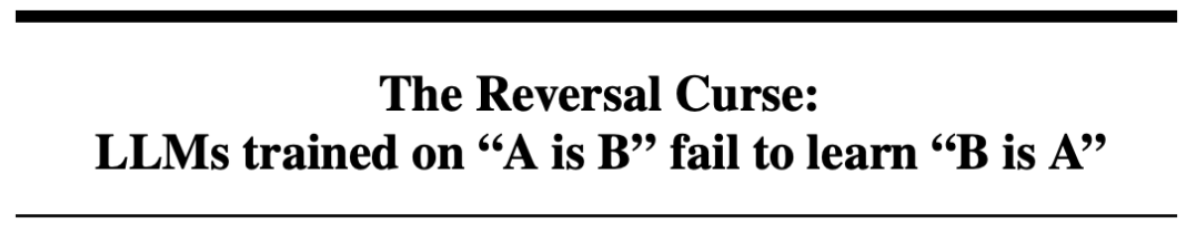 The Reversal Curse:
LLMs trained on “A is B” fail to learn “B is A”